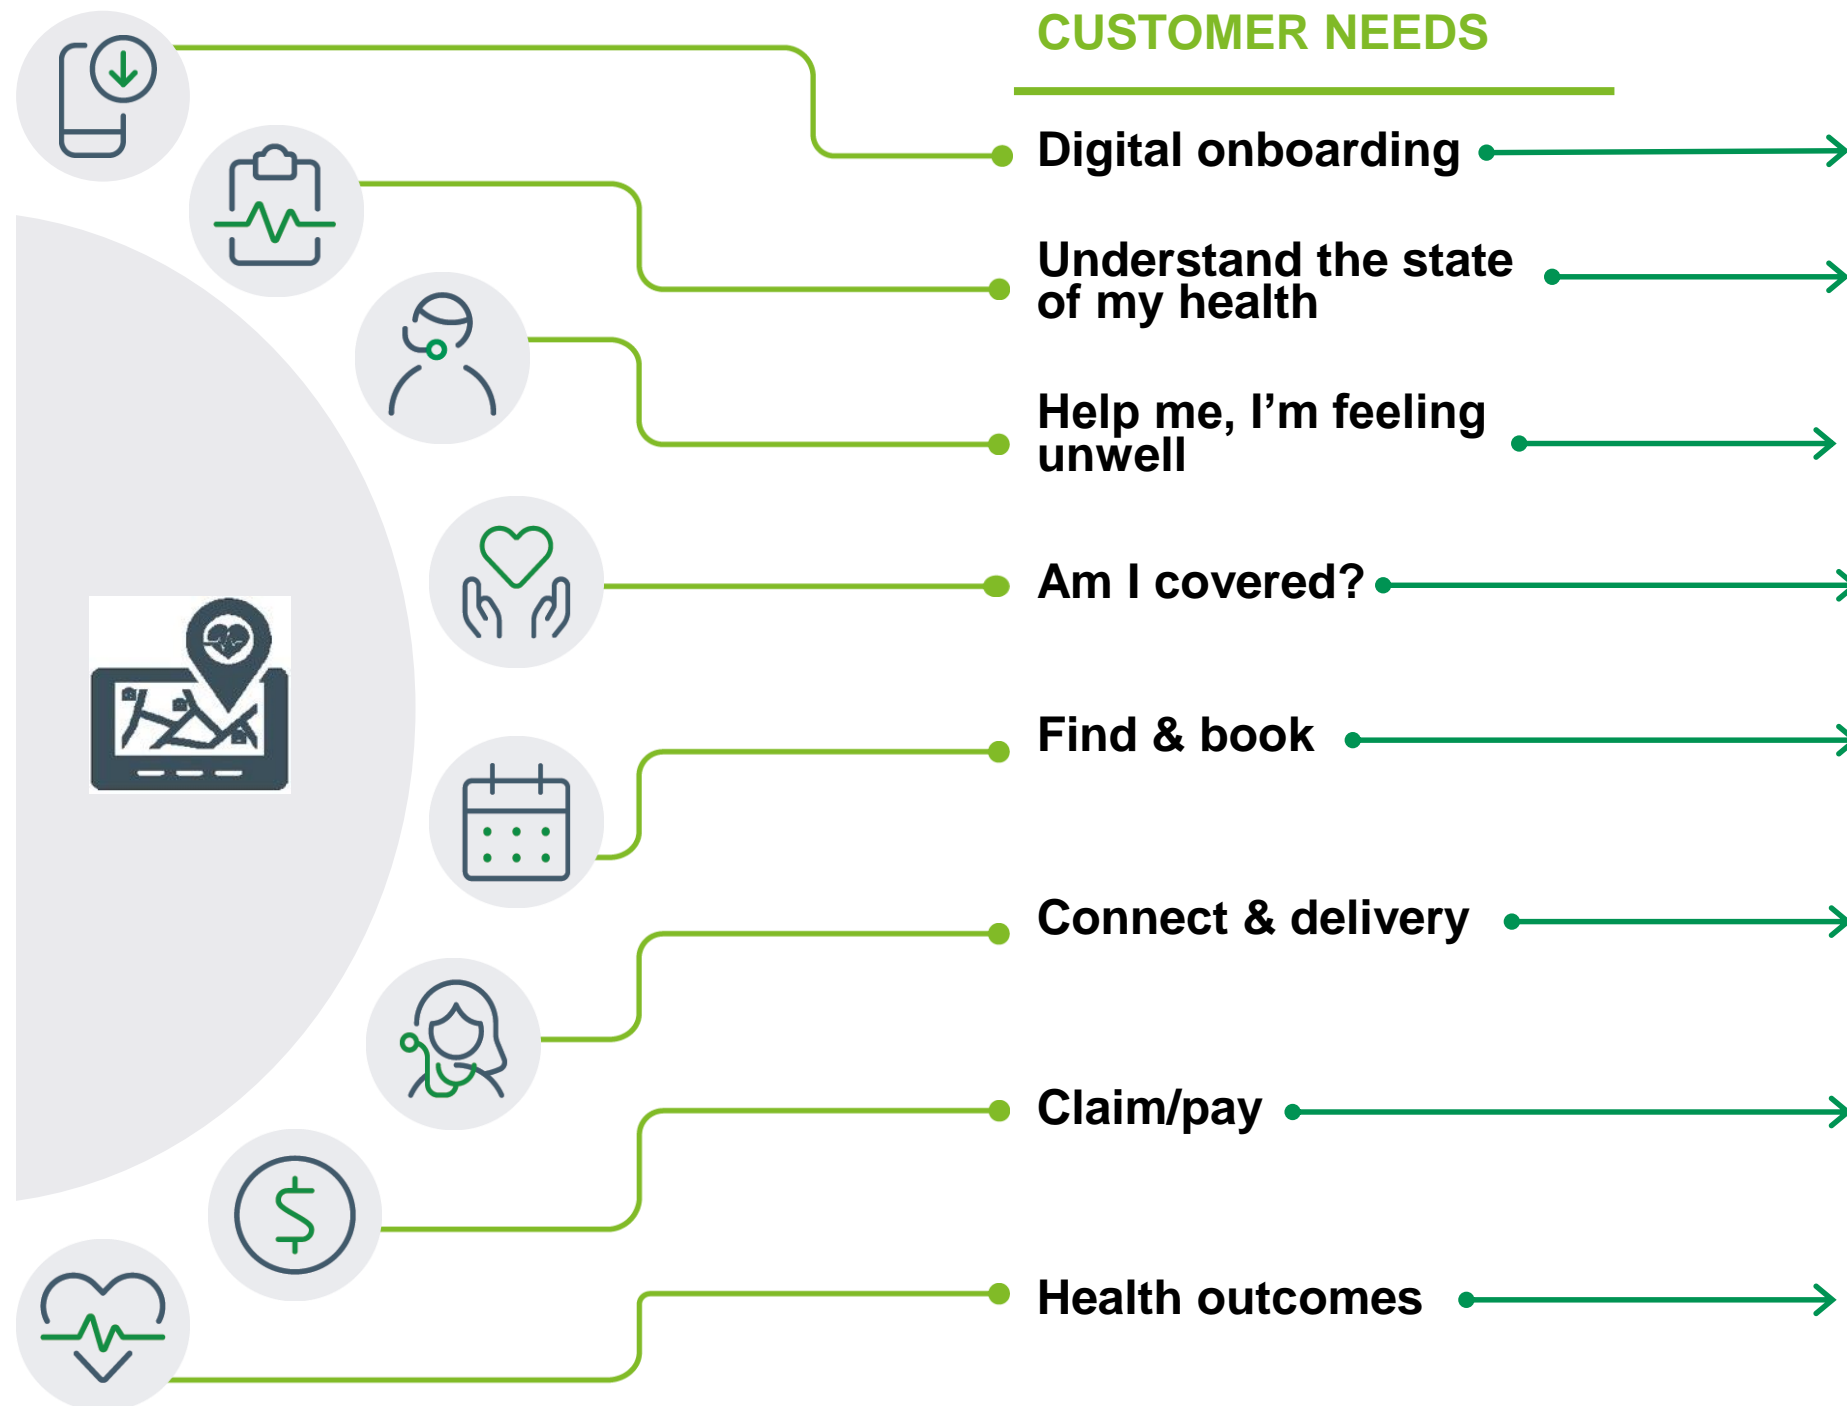 CUSTOMER NEEDS
Digital onboarding
Understand the state
of my health
Help me, I’m feeling
unwell
Am I covered?
Find & book
Connect & delivery
Claim/pay
Health outcomes